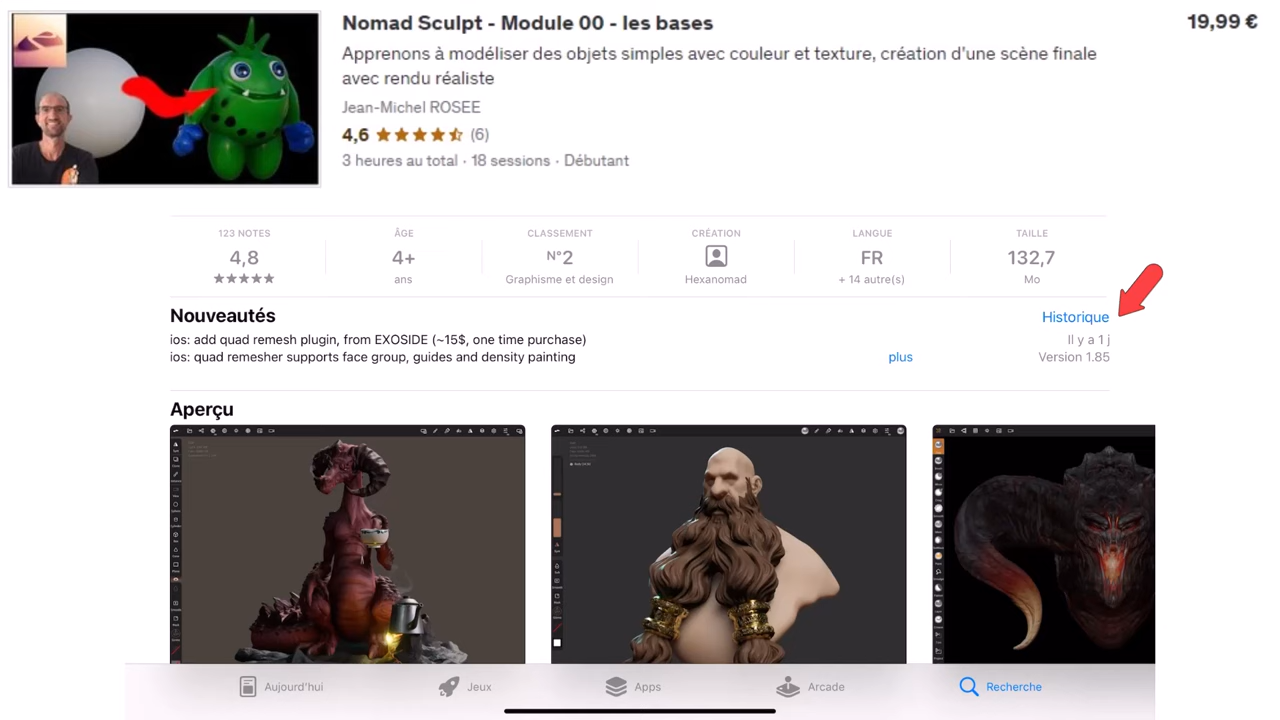 Nomad Sculpt - Module 00 - les bases
19,99 €
Apprenons à modéliser des objets simples avec couleur et texture, création d'une scène finale
avec rendu réaliste
Jean-Michel ROSEE
4,6 (6)
3 heures au total · 18 sessions · Débutant
123 NOTES
4,8
ÂGE
4+
ans
CLASSEMENT
N°2
Graphisme et design
CRÉATION
Hexanomad
LANGUE
FR
+ 14 autre(s)
TAILLE
132,7
Mo
Nouveautés
Historique
ios: add quad remesh plugin, from EXOSIDE (~15$, one time purchase)
Il y a 1 j
ios: quad remesher supports face group, guides and density painting
plus
Version 1.85
Aperçu
Aujourd'hui
Jeux
Apps
Arcade
Recherche